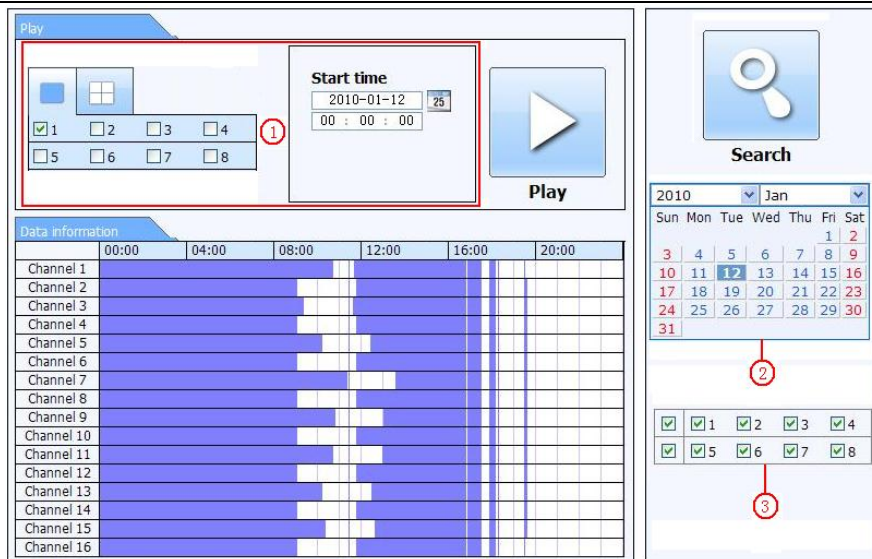 Play
Start time
2010-01-12 25
00 : 00 : 00
1 2 3 4
①
5 6 7 8
Play
Data information
00:00 04:00 08:00 12:00 16:00 20:00
Channel 1
Channel 2
Channel 3
Channel 4
Channel 5
Channel 6
Channel 7
Channel 8
Channel 9
Channel 10
Channel 11
Channel 12
Channel 13
Channel 14
Channel 15
Channel 16
Search
2010 Jan
Sun Mon Tue Wed Thu Fri Sat
1 2
3 4 5 6 7 8 9
10 11 12 13 14 15 16
17 18 19 20 21 22 23
24 25 26 27 28 29 30
31
②
1 2 3 4
5 6 7 8
③